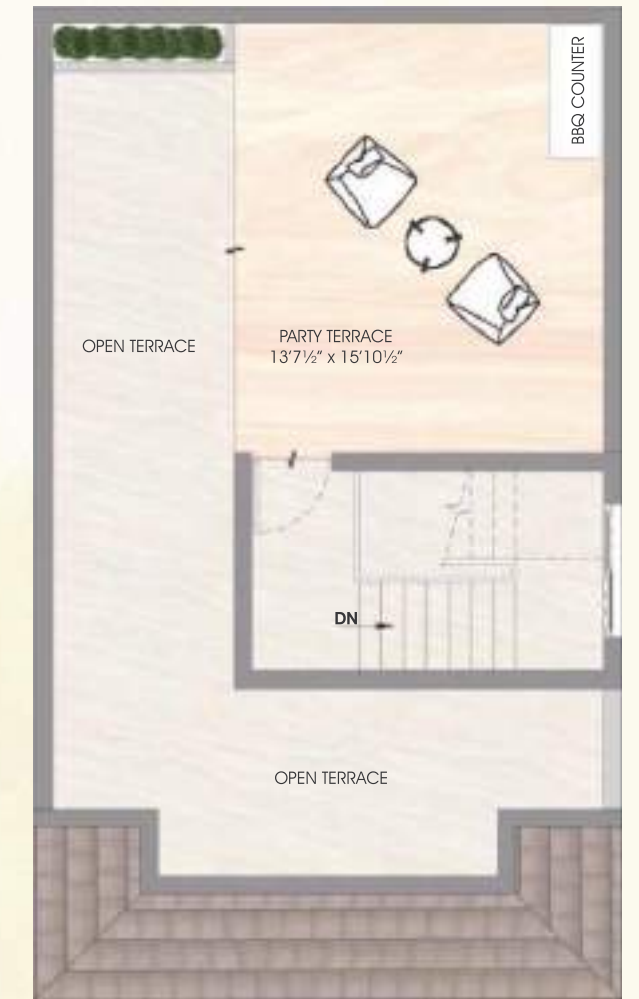 BBQ COUNTER
OPEN TERRACE
PARTY TERRACE
13'7½" x 15'10½"
DN
OPEN TERRACE